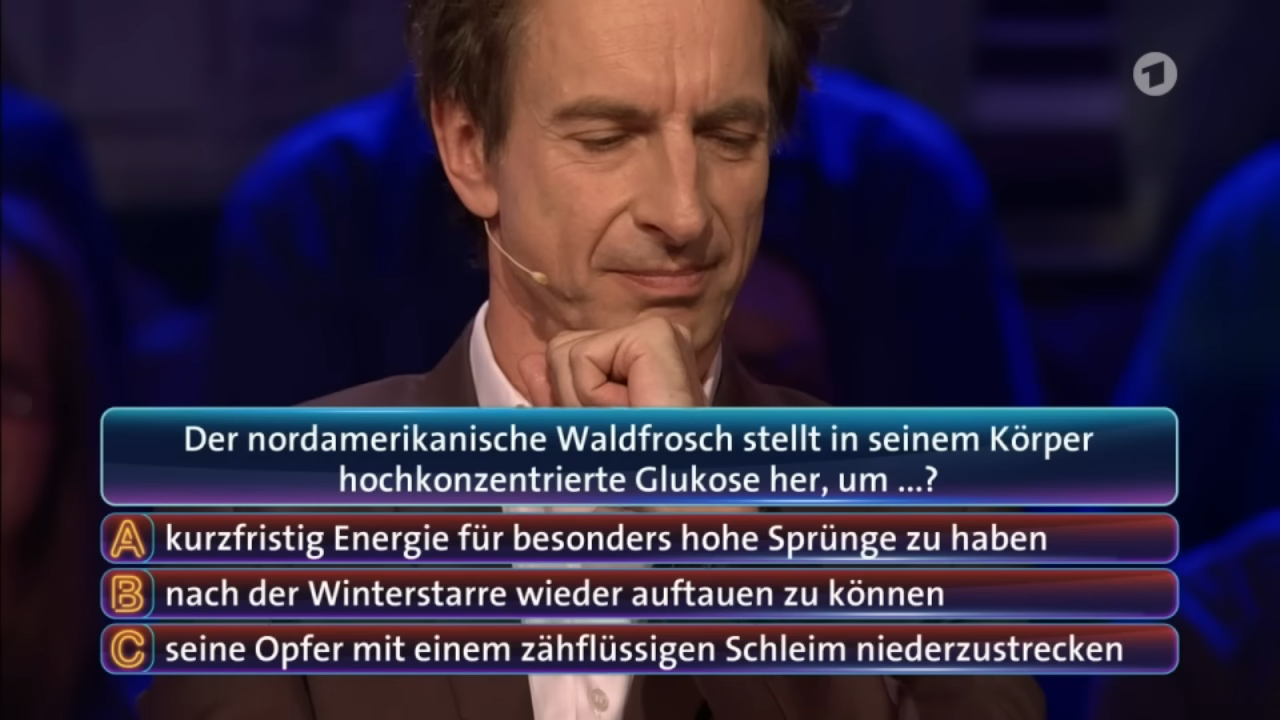 Der nordamerikanische Waldfrosch stellt in seinem Körper
hochkonzentrierte Glukose her, um ...?
A kurzfristig Energie für besonders hohe Sprünge zu haben
B nach der Winterstarre wieder auftauen zu können
C seine Opfer mit einem zähflüssigen Schleim niederzustrecken